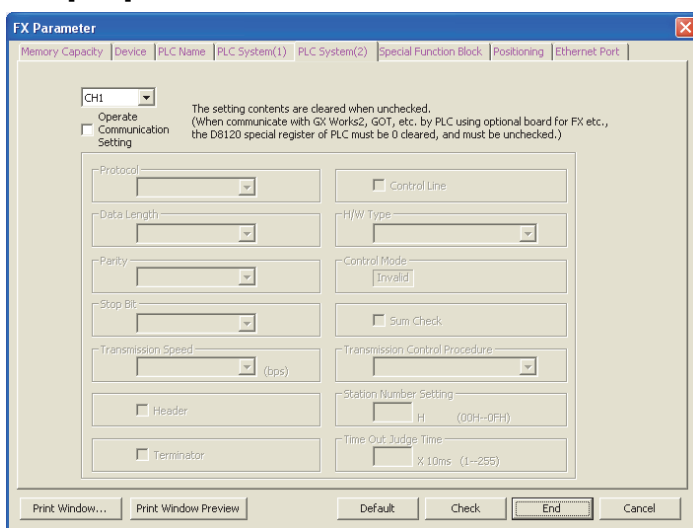 FX Parameter
Memory Capacity Device PLC Name PLC System(1) PLC System(2) Special Function Block Positioning Ethernet Port
CH1
Operate
Communication
Setting
The setting contents are cleared when unchecked.
(When communicate with GX Works2, GOT, etc. by PLC using optional board for FX etc.,
the D8120 special register of PLC must be 0 cleared, and must be unchecked.)
Protocol
Control Line
Data Length
H/W Type
Parity
Control Mode
Invalid
Stop Bit
Sum Check
Transmission Speed
(bps)
Transmission Control Procedure
Header
Station Number Setting
H (00H--0FH)
Terminator
Time Out Judge Time
X 10ms (1--255)
Print Window... Print Window Preview Default Check End Cancel